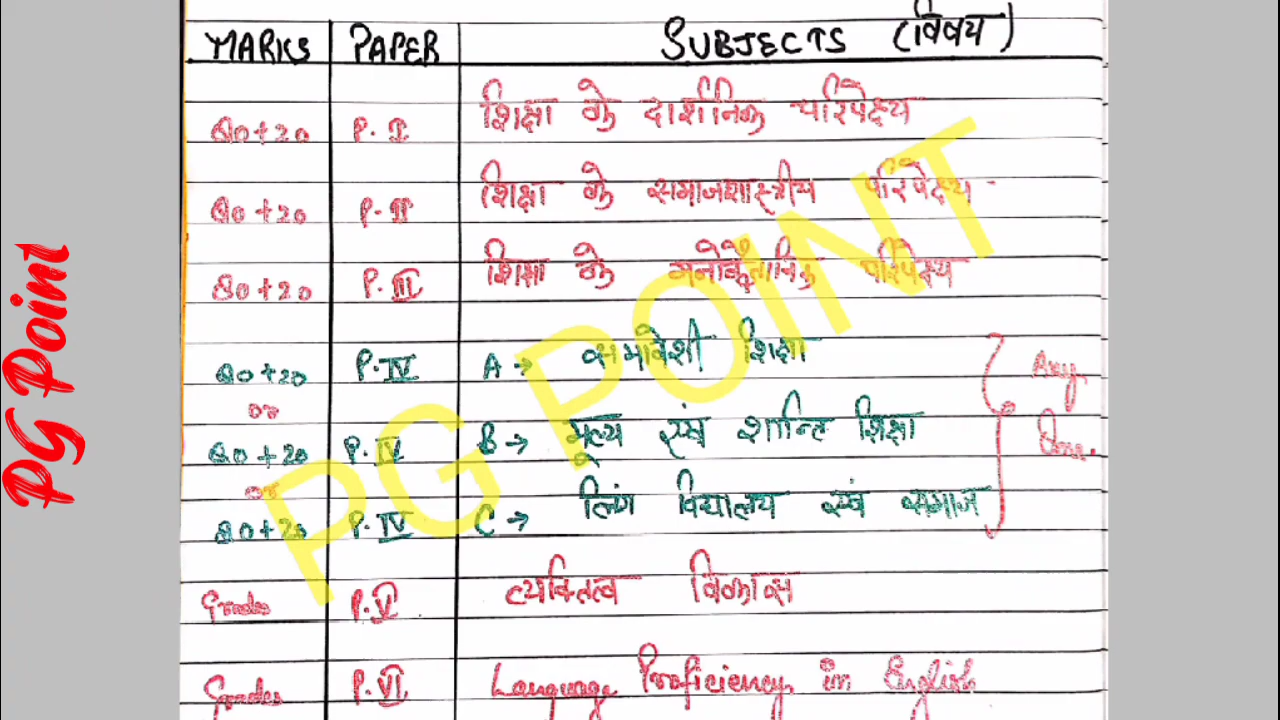 MARKS PAPER SUBJECTS (विषय)
80+20 P. I शिक्षा के दार्शनिक परिपेक्ष्य
80+20 P. II शिक्षा के समाजशास्त्रीय परिपेक्ष्य
80+20 P. III शिक्षा के मनोवैज्ञानिक परिपेक्ष्य
80+20 P. IV A → समावेशी शिक्षा
or
80+20 P. IV B → मूल्य एवं शान्ति शिक्षा
or
80+20 P. IV C → लिंग विद्यालय एवं समाज
Any
One.
Grades P. V व्यक्तित्व विकास
Grades P. VI Language Proficiency in English
PG POINT
PG Point